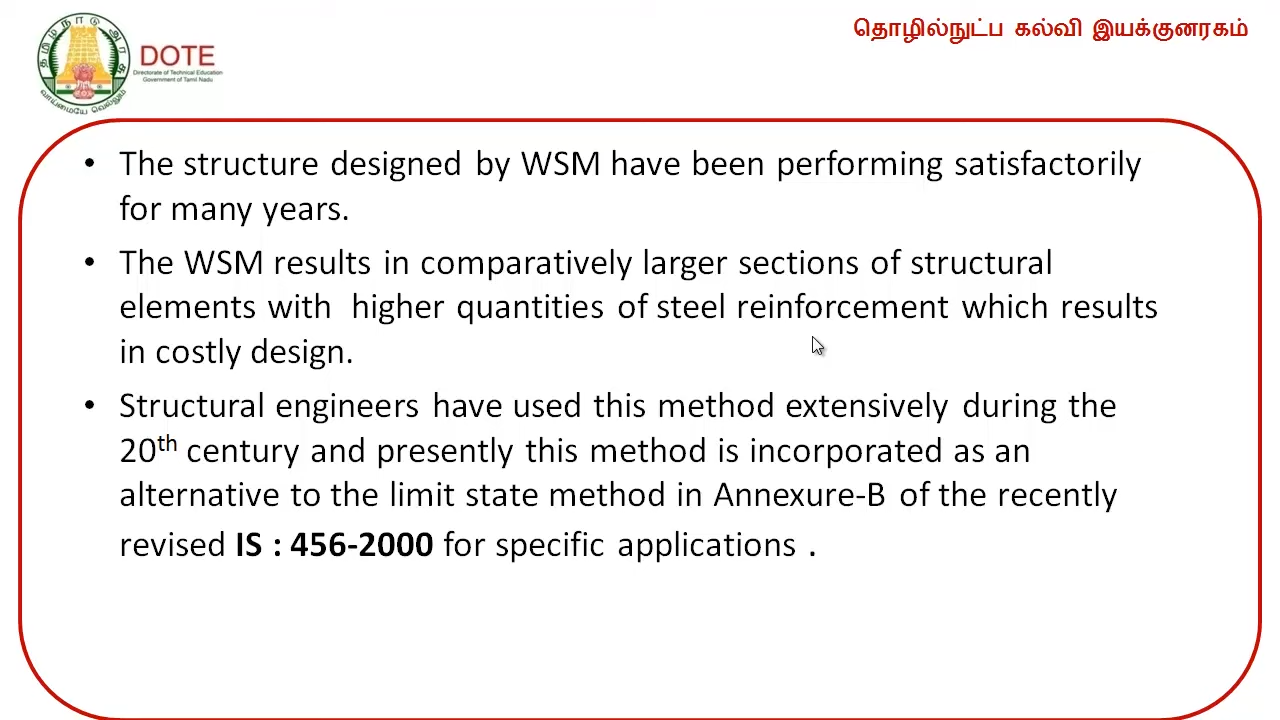 தொழில்நுட்ப கல்வி இயக்குனரகம்
தமிழ்நாடு அரசு
வாய்மையே வெல்லும்
DOTE
Directorate of Technical Education
Government of Tamil Nadu
• The structure designed by WSM have been performing satisfactorily
for many years.
• The WSM results in comparatively larger sections of structural
elements with higher quantities of steel reinforcement which results
in costly design.
• Structural engineers have used this method extensively during the
20th century and presently this method is incorporated as an
alternative to the limit state method in Annexure-B of the recently
revised IS : 456-2000 for specific applications .